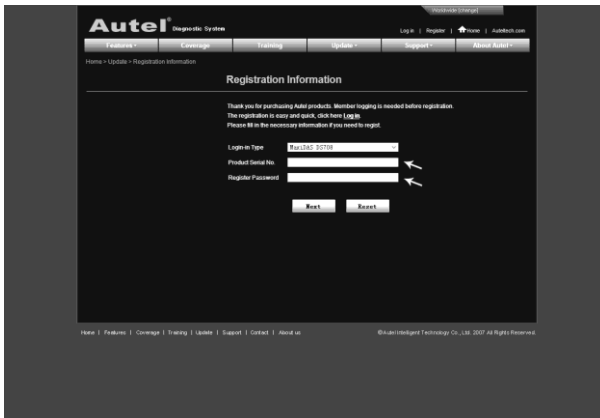 Worldwide [change]
Autel® Diagnostic System
Log in | Register | Home | Auteltech.com
Features Coverage Training Update Support About Autel
Home > Update > Registration Information
Registration Information
Thank you for purchasing Autel products. Member logging is needed before registration.
The registration is easy and quick, click here Log in.
Please fill in the necessary information if you need to regist.
Login-in Type MaxiDAS DS708
Product Serial No.
Register Password
Next Reset
Home | Features | Coverage | Training | Update | Support | Contact | About us ©Autel Intelligent Technology Co., Ltd. 2007 All Rights Reserved.